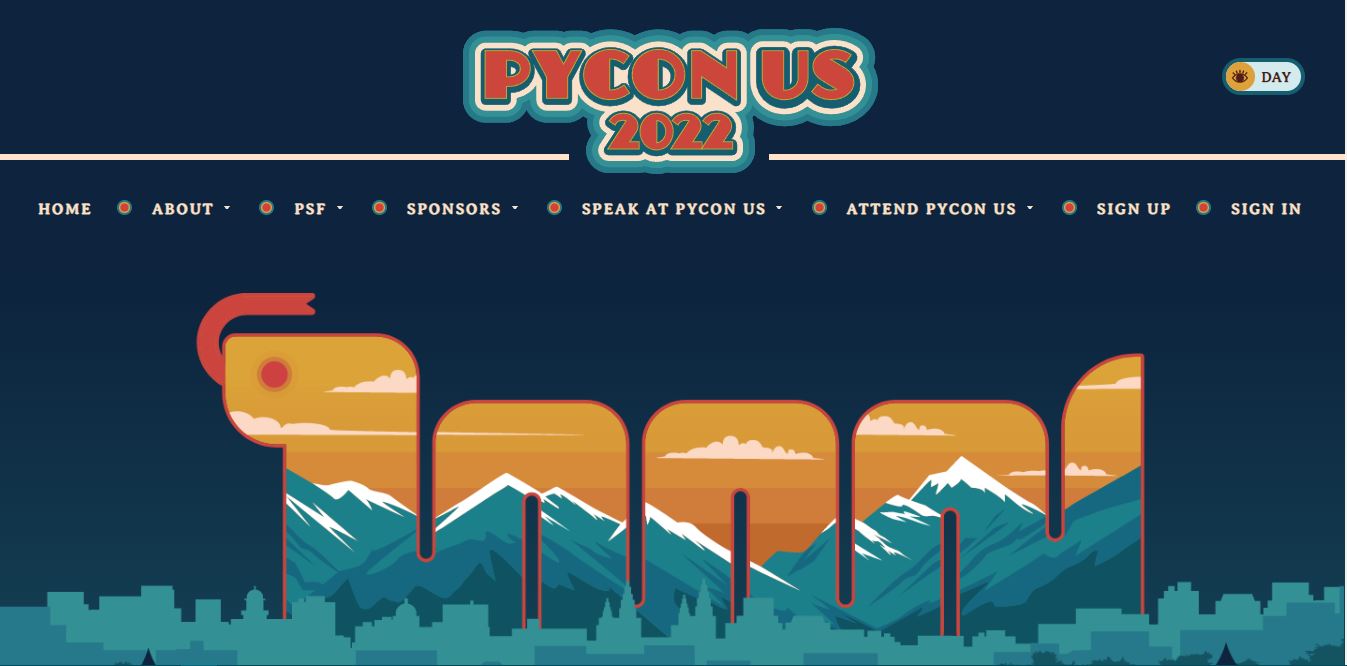 PYCON US
2022
DAY
HOME ABOUT PSF SPONSORS SPEAK AT PYCON US ATTEND PYCON US SIGN UP SIGN IN